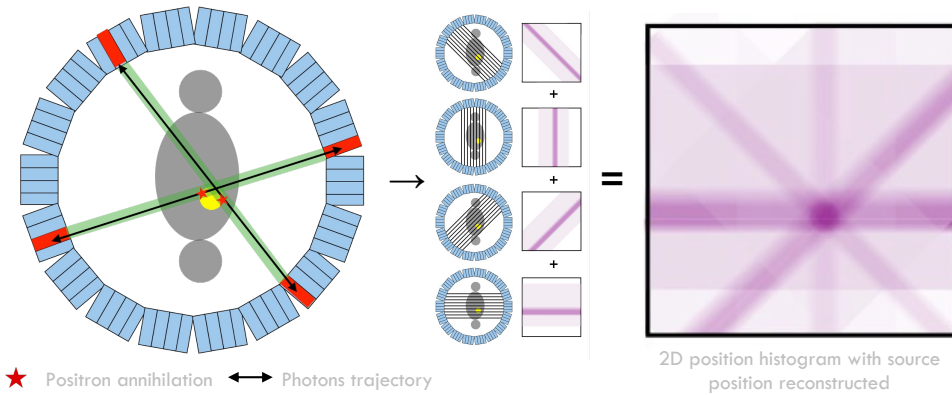 +
+
+
=
Positron annihilation
Photons trajectory
2D position histogram with source
position reconstructed